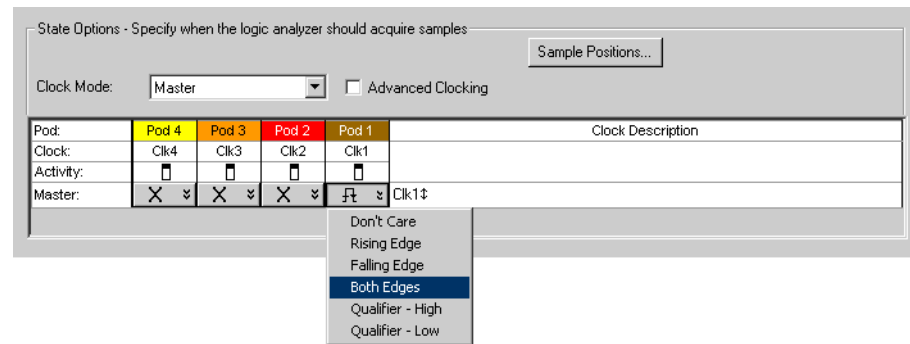 State Options - Specify when the logic analyzer should acquire samples
Sample Positions...
Clock Mode: Master Advanced Clocking
Pod: Pod 4 Pod 3 Pod 2 Pod 1 Clock Description
Clock: Clk4 Clk3 Clk2 Clk1
Activity:
Master: X X X Clk1↕
Don't Care
Rising Edge
Falling Edge
Both Edges
Qualifier - High
Qualifier - Low